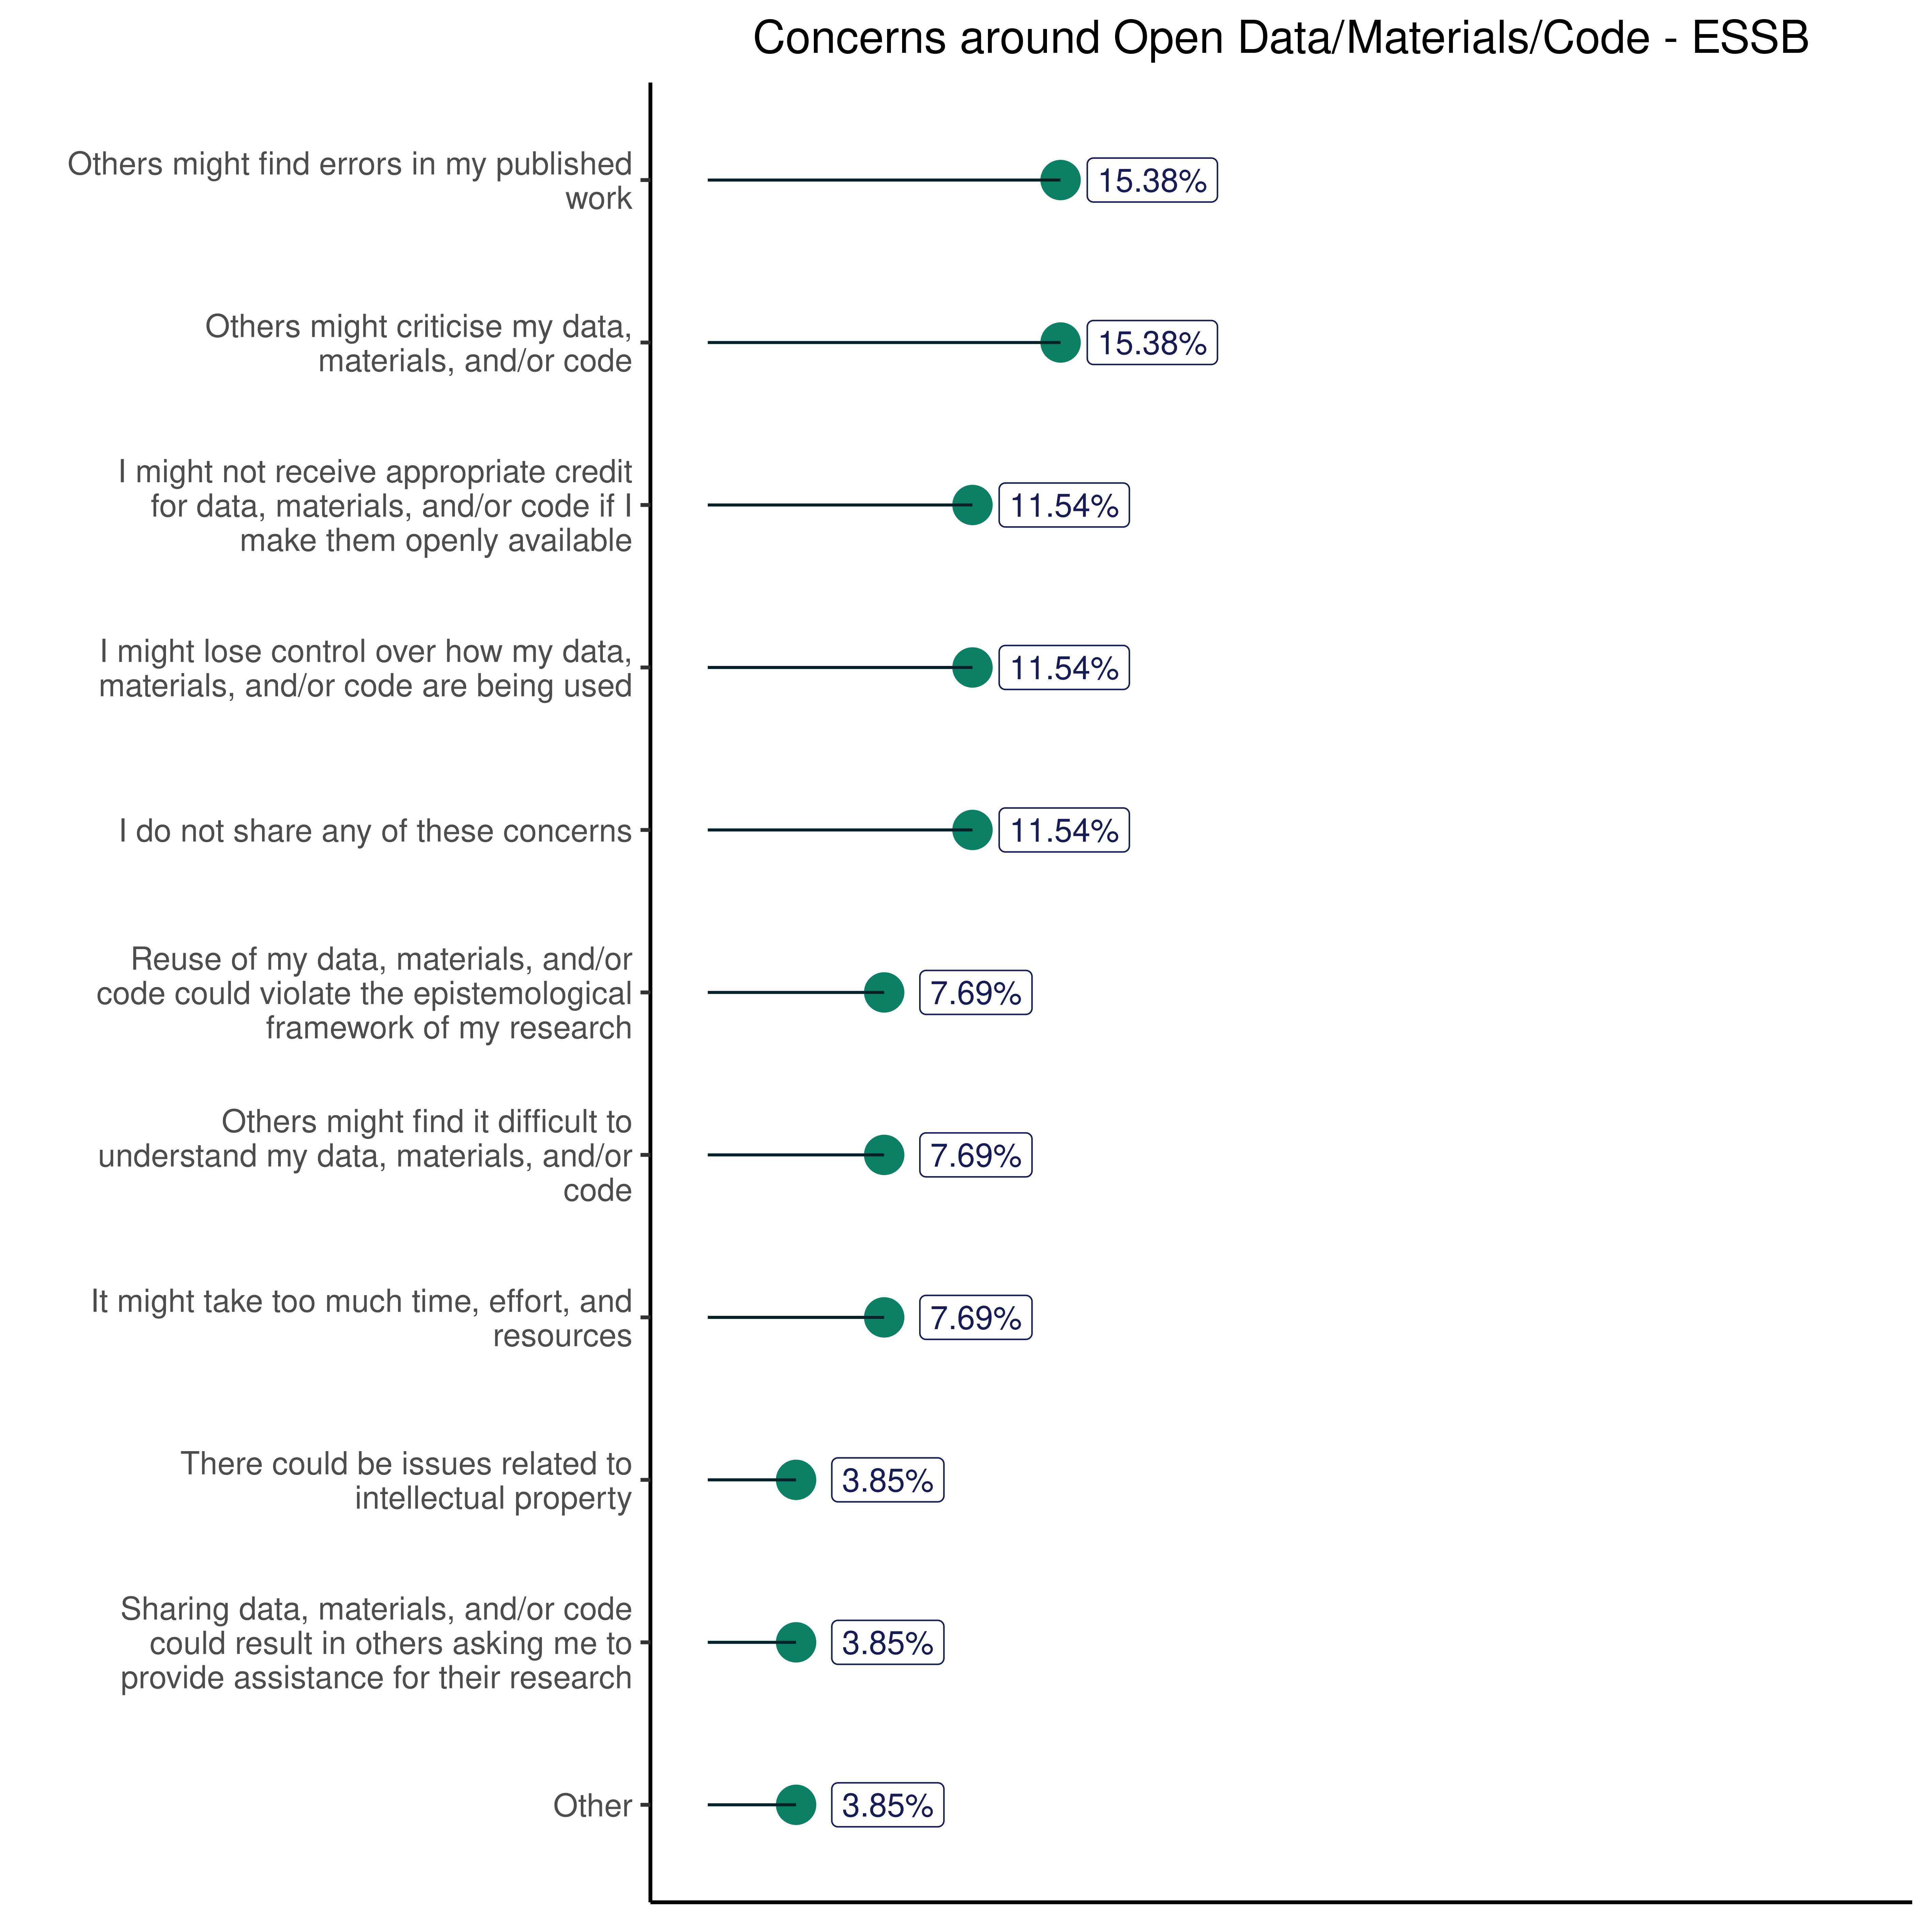 Concerns around Open Data/Materials/Code - ESSB
Others might find errors in my published
work
15.38%
Others might criticise my data,
materials, and/or code
15.38%
I might not receive appropriate credit
for data, materials, and/or code if I
make them openly available
11.54%
I might lose control over how my data,
materials, and/or code are being used
11.54%
I do not share any of these concerns
11.54%
Reuse of my data, materials, and/or
code could violate the epistemological
framework of my research
7.69%
Others might find it difficult to
understand my data, materials, and/or
code
7.69%
It might take too much time, effort, and
resources
7.69%
There could be issues related to
intellectual property
3.85%
Sharing data, materials, and/or code
could result in others asking me to
provide assistance for their research
3.85%
Other
3.85%